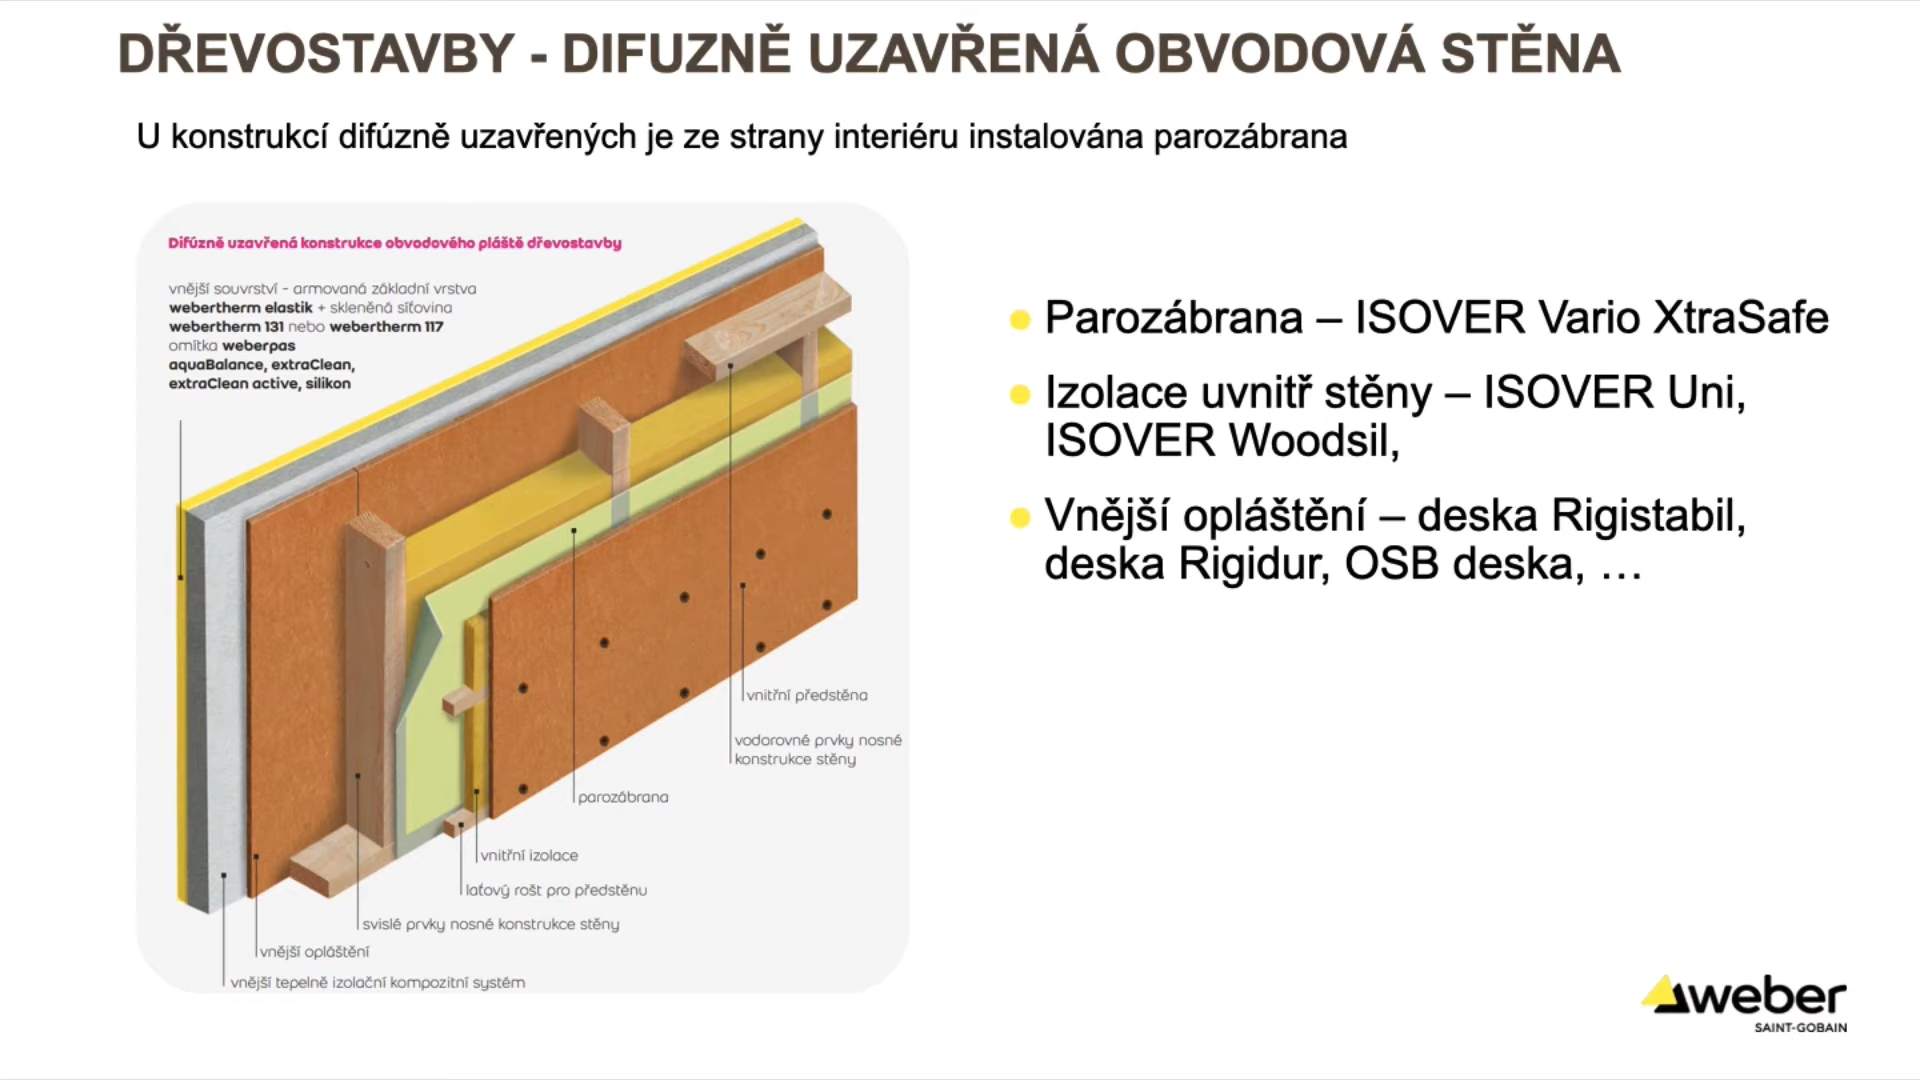 DŘEVOSTAVBY - DIFUZNĚ UZAVŘENÁ OBVODOVÁ STĚNA
U konstrukcí difúzně uzavřených je ze strany interiéru instalována parozábrana
Difúzně uzavřená konstrukce obvodového pláště dřevostavby
vnější souvrství - armovaná základní vrstva
webertherm elastik + skleněná síťovina
webertherm 131 nebo webertherm 117
omítka weberpas
aquaBalance, extraClean,
extraClean active, silikon
vnitřní předstěna
vodorovné prvky nosné
konstrukce stěny
parozábrana
vnitřní izolace
laťový rošt pro předstěnu
svislé prvky nosné konstrukce stěny
vnější opláštění
vnější tepelně izolační kompozitní systém
Parozábrana – ISOVER Vario XtraSafe
Izolace uvnitř stěny – ISOVER Uni,
ISOVER Woodsil,
Vnější opláštění – deska Rigistabil,
deska Rigidur, OSB deska, …
weber
SAINT-GOBAIN